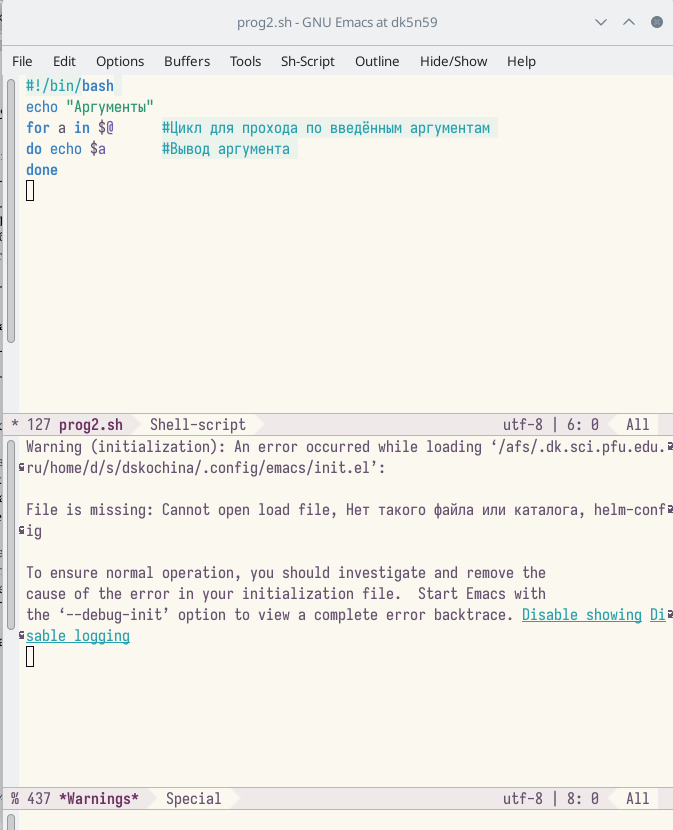 prog2.sh - GNU Emacs at dk5n59
File Edit Options Buffers Tools Sh-Script Outline Hide/Show Help
#!/bin/bash
echo "Аргументы"
for a in $@ #Цикл для прохода по введённым аргументам
do echo $a #Вывод аргумента
done
* 127 prog2.sh Shell-script utf-8 | 6: 0 All
Warning (initialization): An error occurred while loading ‘/afs/.dk.sci.pfu.edu.
ru/home/d/s/dskochina/.config/emacs/init.el’:
File is missing: Cannot open load file, Нет такого файла или каталога, helm-conf
ig
To ensure normal operation, you should investigate and remove the
cause of the error in your initialization file.  Start Emacs with
the ‘--debug-init’ option to view a complete error backtrace. Disable showing Di
sable logging
% 437 *Warnings* Special utf-8 | 8: 0 All